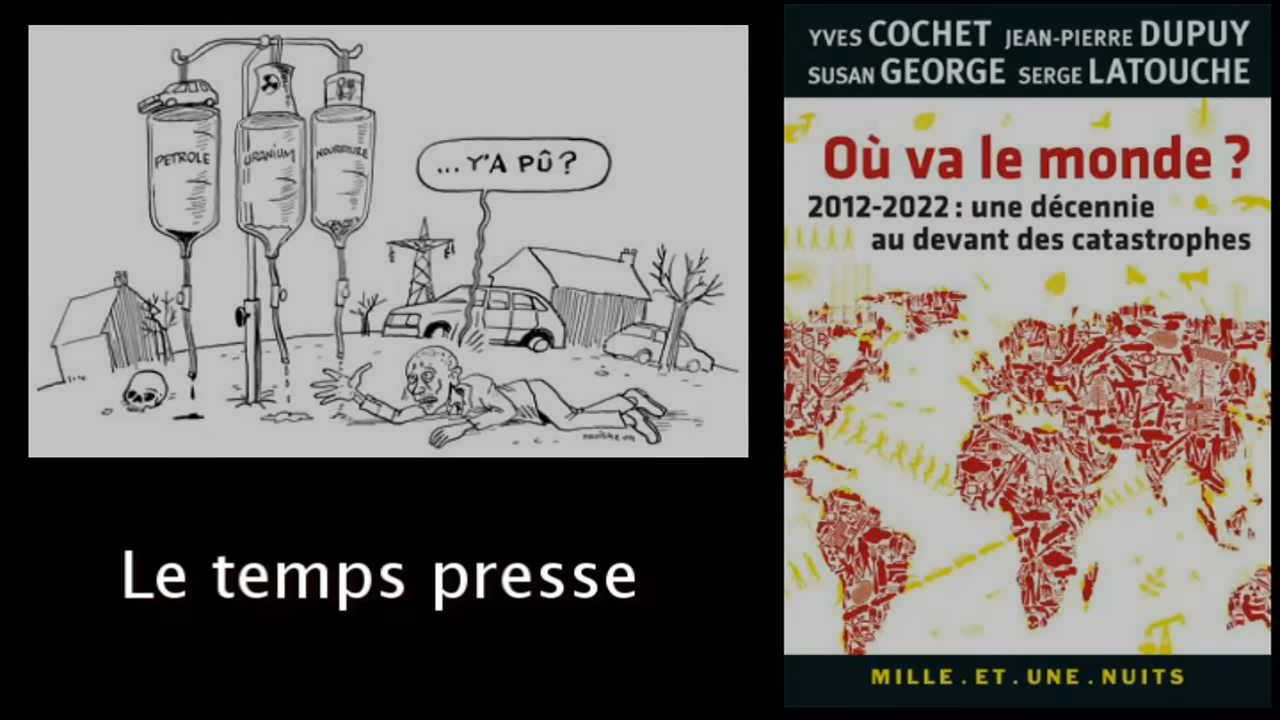 PETROLE
URANIUM
NOURRITURE
...Y'A PÛ?
Le temps presse
YVES COCHET JEAN-PIERRE DUPUY
SUSAN GEORGE SERGE LATOUCHE
Où va le monde ?
2012-2022 : une décennie
au devant des catastrophes
MILLE.ET.UNE.NUITS